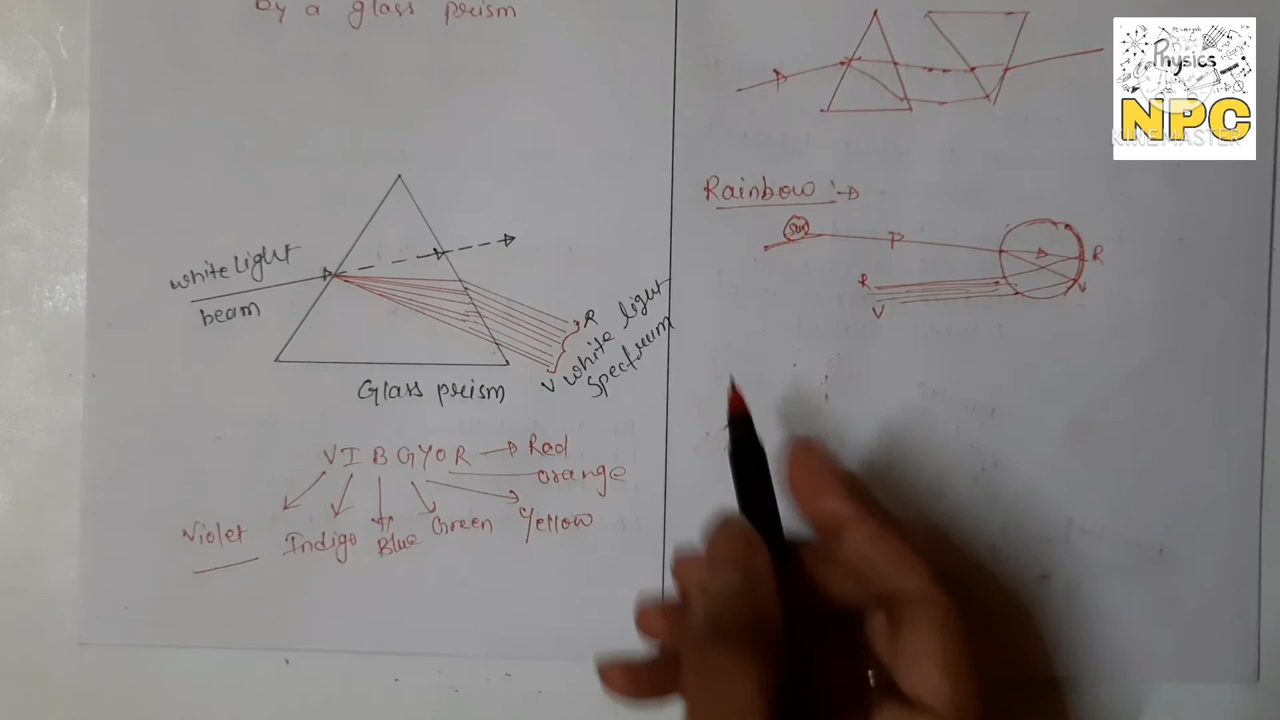 by a glass prism
white light
beam
R
V
white light
spectrum
Glass prism
VIBGYOR → Red
orange
Violet
Indigo
Blue
Green
Yellow
Rainbow :→
Sun
R
V
R
V
Physics
NPC
KINEMASTER